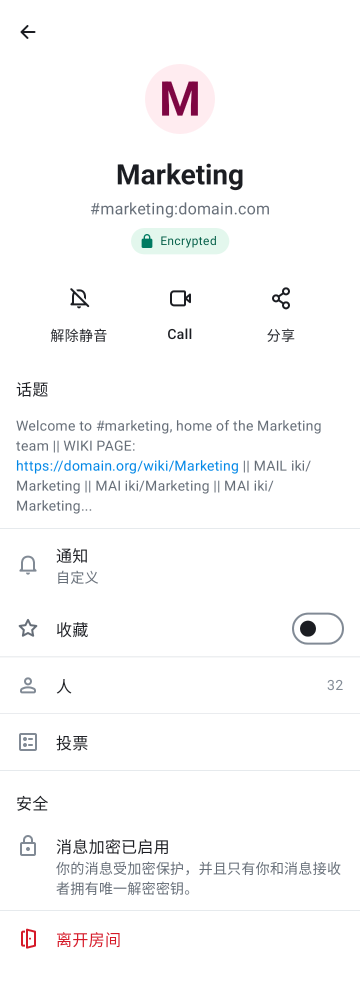 M
Marketing
#marketing:domain.com
Encrypted
解除静音
Call
分享
话题
Welcome to #marketing, home of the Marketing
team || WIKI PAGE:
https://domain.org/wiki/Marketing || MAIL iki/
Marketing || MAI iki/Marketing || MAI iki/
Marketing...
通知
自定义
收藏
人
32
投票
安全
消息加密已启用
你的消息受加密保护，并且只有你和消息接收
者拥有唯一解密密钥。
离开房间